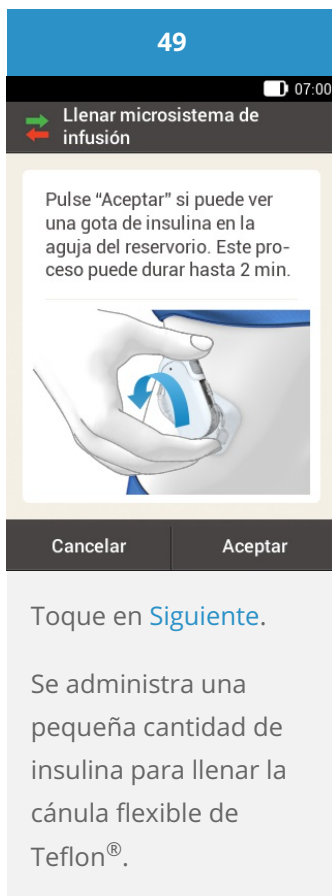 49
07:00
Llenar microsistema de
infusión
Pulse “Aceptar” si puede ver
una gota de insulina en la
aguja del reservorio. Este pro-
ceso puede durar hasta 2 min.
Cancelar Aceptar
Toque en Siguiente.
Se administra una
pequeña cantidad de
insulina para llenar la
cánula flexible de
Teflon®.